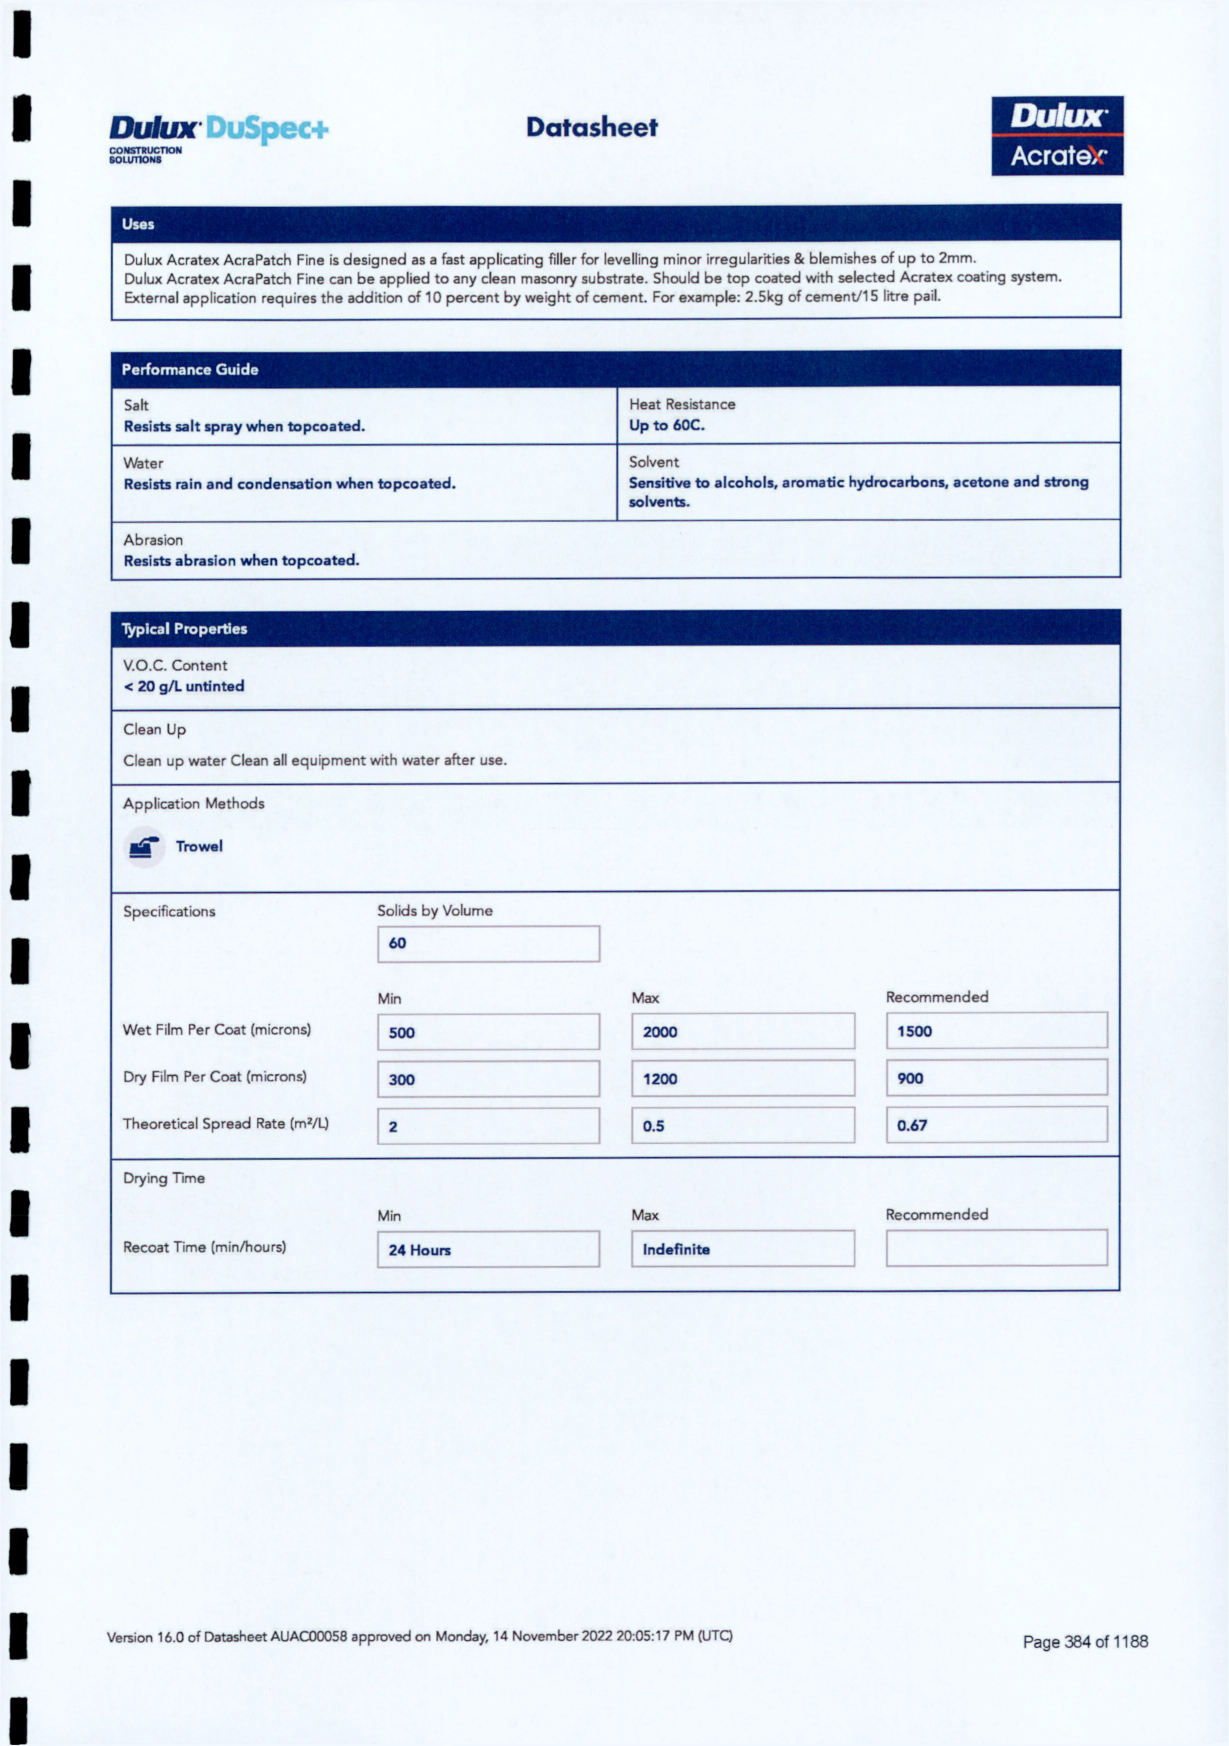 Dulux DuSpec+
CONSTRUCTION
SOLUTIONS
Datasheet
Dulux
Acratex
Uses
Dulux Acratex AcraPatch Fine is designed as a fast applicating filler for levelling minor irregularities & blemishes of up to 2mm.
Dulux Acratex AcraPatch Fine can be applied to any clean masonry substrate. Should be top coated with selected Acratex coating system.
External application requires the addition of 10 percent by weight of cement. For example: 2.5kg of cement/15 litre pail.
Performance Guide
Salt
Resists salt spray when topcoated.
Heat Resistance
Up to 60C.
Water
Resists rain and condensation when topcoated.
Solvent
Sensitive to alcohols, aromatic hydrocarbons, acetone and strong
solvents.
Abrasion
Resists abrasion when topcoated.
Typical Properties
V.O.C. Content
< 20 g/L untinted
Clean Up
Clean up water Clean all equipment with water after use.
Application Methods
Trowel
Specifications Solids by Volume
60
Min Max Recommended
Wet Film Per Coat (microns) 500 2000 1500
Dry Film Per Coat (microns) 300 1200 900
Theoretical Spread Rate (m²/L) 2 0.5 0.67
Drying Time
Min Max Recommended
Recoat Time (min/hours) 24 Hours Indefinite
Version 16.0 of Datasheet AUAC00058 approved on Monday, 14 November 2022 20:05:17 PM (UTC)
Page 384 of 1188